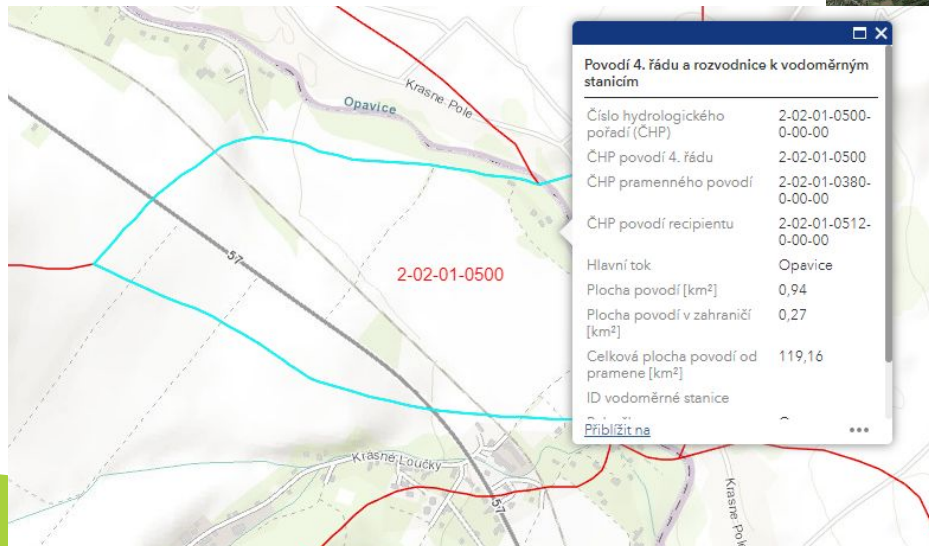 Krasne Pole
Opavice
57
2-02-01-0500
Krásné Loučky
57
Krasne Pole
Povodí 4. řádu a rozvodnice k vodoměrným
stanicím
Číslo hydrologického 2-02-01-0500-
pořadí (ČHP) 0-00-00
ČHP povodí 4. řádu 2-02-01-0500
ČHP pramenného povodí 2-02-01-0380-
0-00-00
ČHP povodí recipientu 2-02-01-0512-
0-00-00
Hlavní tok Opavice
Plocha povodí [km²] 0,94
Plocha povodí v zahraničí 0,27
[km²]
Celková plocha povodí od 119,16
pramene [km²]
ID vodoměrné stanice
Přiblížit na